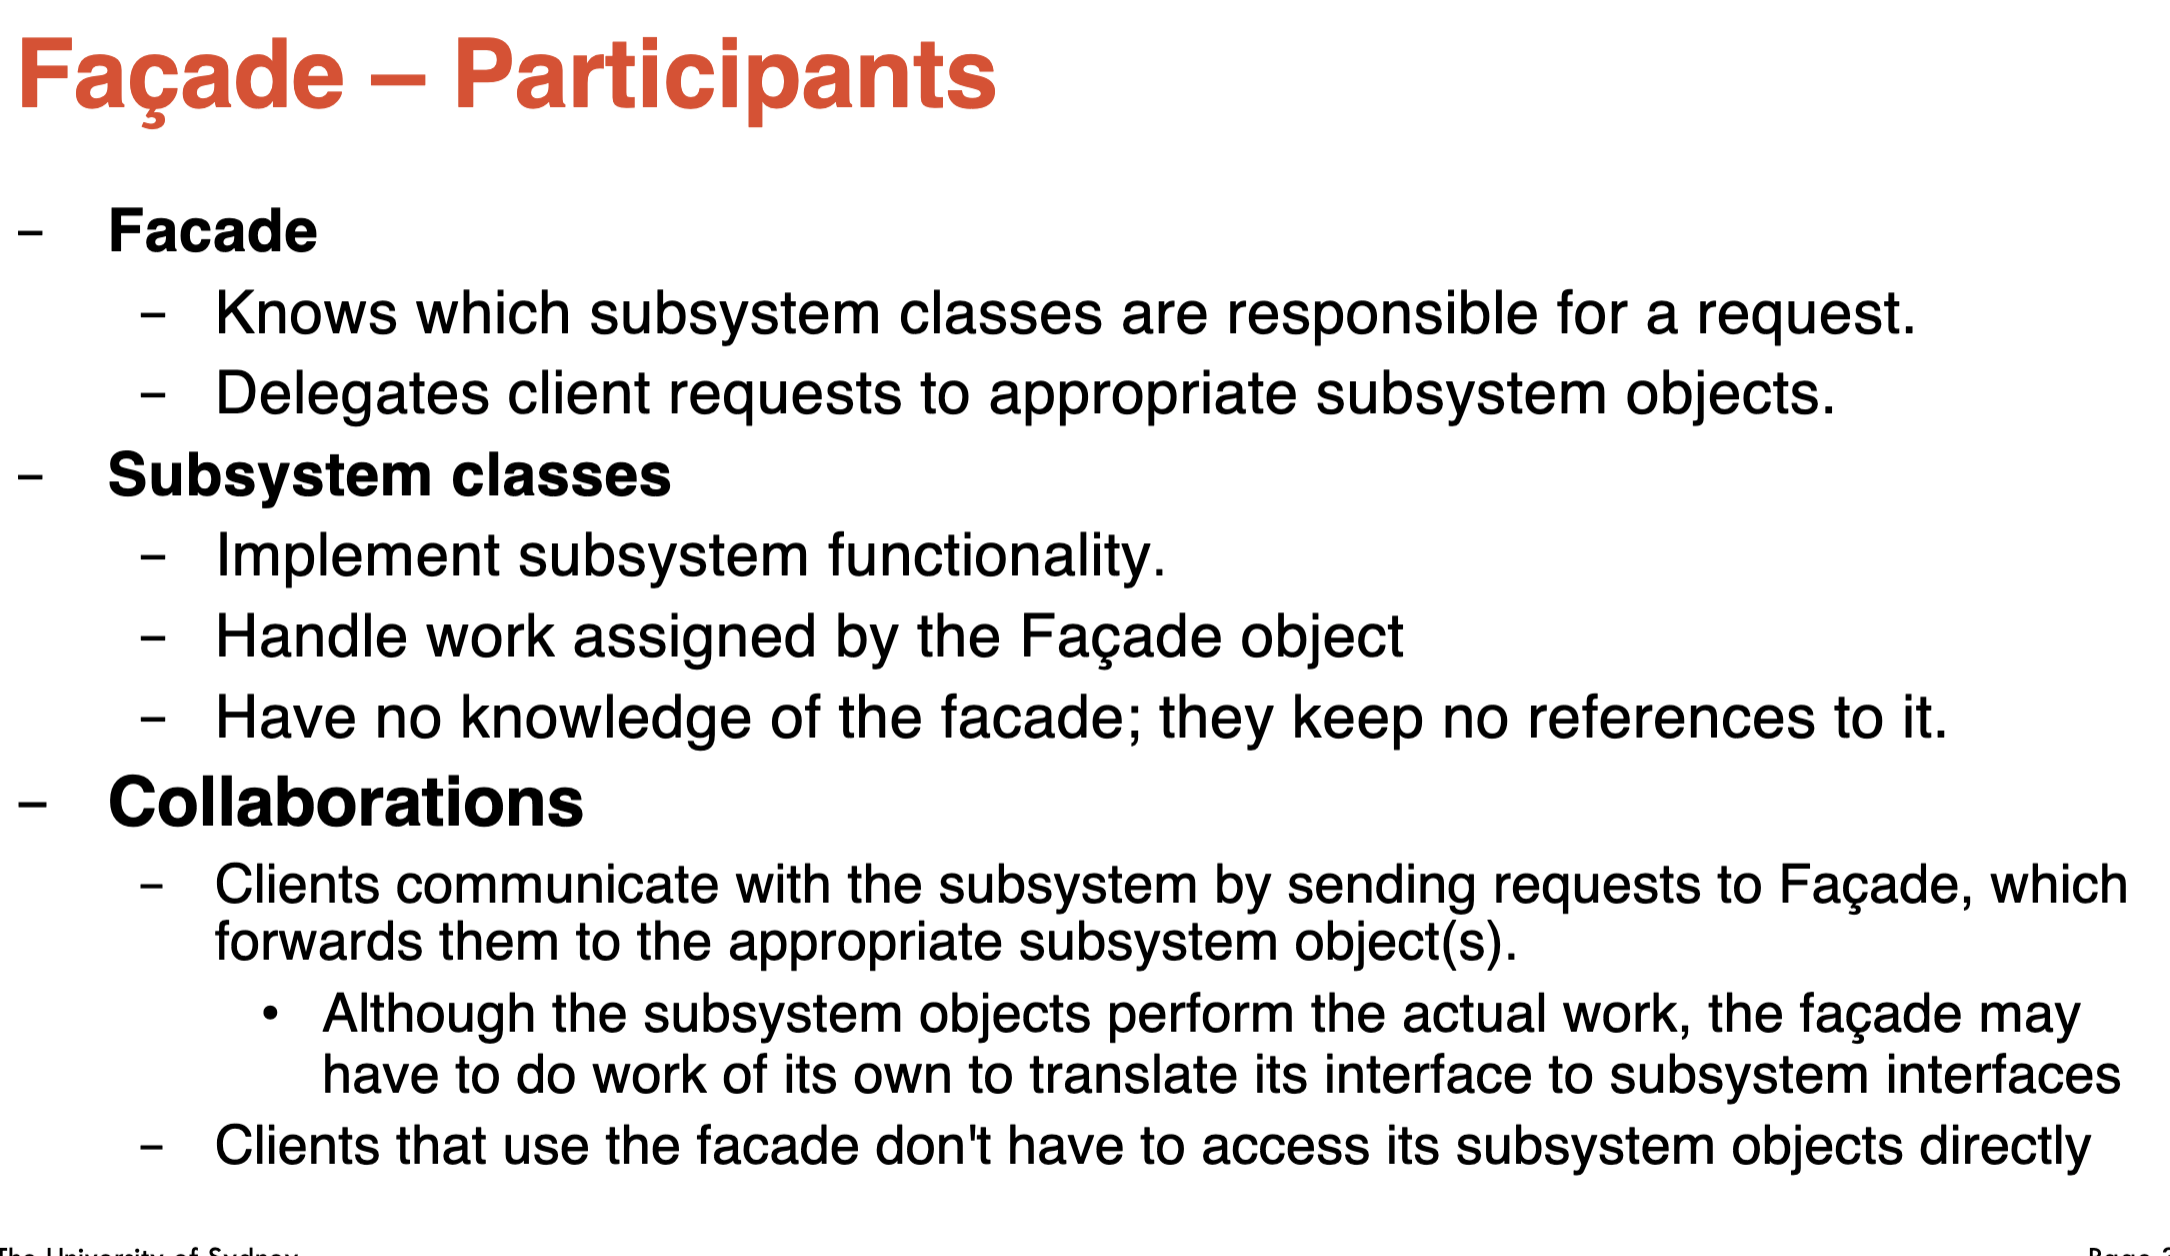 Façade – Participants
– Facade
– Knows which subsystem classes are responsible for a request.
– Delegates client requests to appropriate subsystem objects.
– Subsystem classes
– Implement subsystem functionality.
– Handle work assigned by the Façade object
– Have no knowledge of the facade; they keep no references to it.
– Collaborations
– Clients communicate with the subsystem by sending requests to Façade, which
forwards them to the appropriate subsystem object(s).
• Although the subsystem objects perform the actual work, the façade may
have to do work of its own to translate its interface to subsystem interfaces
– Clients that use the facade don't have to access its subsystem objects directly
The University of Sydney
Page